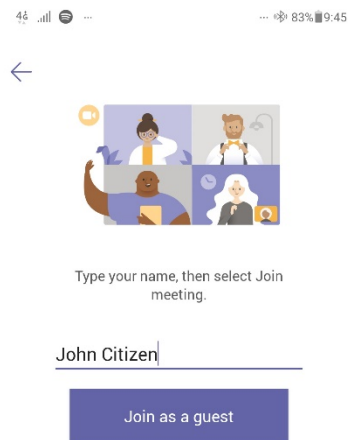 4G ... ... 83% 9:45
Type your name, then select Join
meeting.
John Citizen
Join as a guest